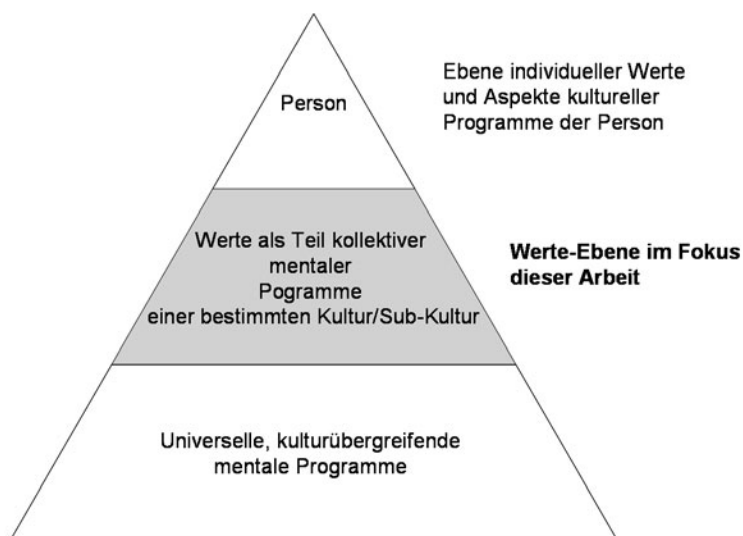 Person
Ebene individueller Werte
und Aspekte kultureller
Programme der Person
Werte als Teil kollektiver
mentaler
Pogramme
einer bestimmten Kultur/Sub-Kultur
Werte-Ebene im Fokus
dieser Arbeit
Universelle, kulturübergreifende
mentale Programme